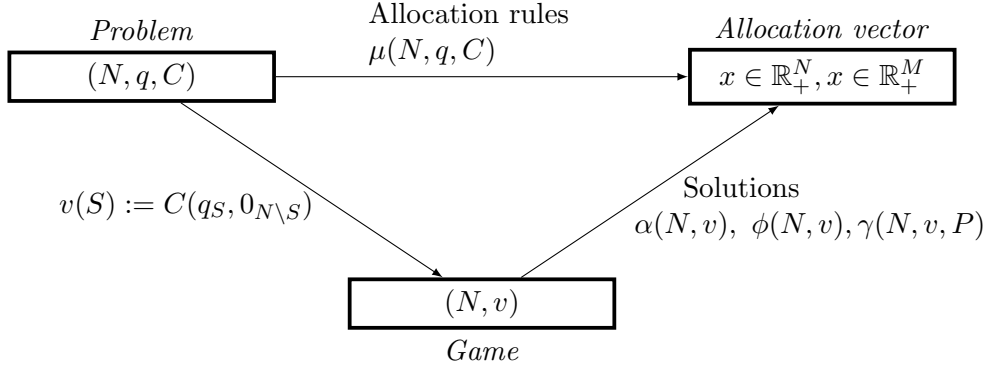 Allocation rules
Problem
μ(N, q, C)
Allocation vector
(N, q, C)
x ∈ ℝ₊ᴺ, x ∈ ℝ₊ᴹ
v(S) := C(q_S, 0_{N\S})
Solutions
α(N, v), ϕ(N, v), γ(N, v, P)
(N, v)
Game